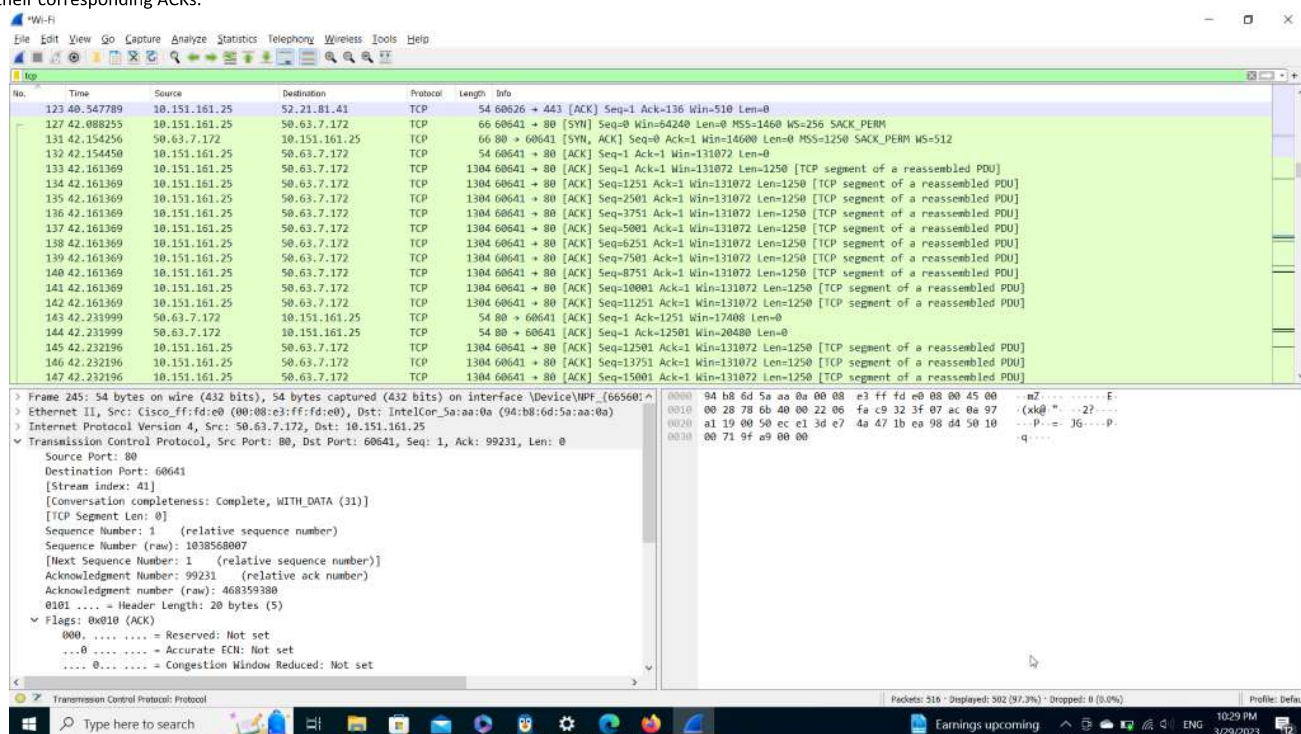 their corresponding ACKs.
*Wi-Fi
File Edit View Go Capture Analyze Statistics Telephony Wireless Tools Help
tcp
No. Time Source Destination Protocol Length Info
123 40.547789 10.151.161.25 52.21.81.41 TCP 54 60626 → 443 [ACK] Seq=1 Ack=136 Win=510 Len=0
127 42.088255 10.151.161.25 50.63.7.172 TCP 66 60641 → 80 [SYN] Seq=0 Win=64240 Len=0 MSS=1460 WS=256 SACK_PERM
131 42.154256 50.63.7.172 10.151.161.25 TCP 66 80 → 60641 [SYN, ACK] Seq=0 Ack=1 Win=14600 Len=0 MSS=1250 SACK_PERM WS=512
132 42.154450 10.151.161.25 50.63.7.172 TCP 54 60641 → 80 [ACK] Seq=1 Ack=1 Win=131072 Len=0
133 42.161369 10.151.161.25 50.63.7.172 TCP 1304 60641 → 80 [ACK] Seq=1 Ack=1 Win=131072 Len=1250 [TCP segment of a reassembled PDU]
134 42.161369 10.151.161.25 50.63.7.172 TCP 1304 60641 → 80 [ACK] Seq=1251 Ack=1 Win=131072 Len=1250 [TCP segment of a reassembled PDU]
135 42.161369 10.151.161.25 50.63.7.172 TCP 1304 60641 → 80 [ACK] Seq=2501 Ack=1 Win=131072 Len=1250 [TCP segment of a reassembled PDU]
136 42.161369 10.151.161.25 50.63.7.172 TCP 1304 60641 → 80 [ACK] Seq=3751 Ack=1 Win=131072 Len=1250 [TCP segment of a reassembled PDU]
137 42.161369 10.151.161.25 50.63.7.172 TCP 1304 60641 → 80 [ACK] Seq=5001 Ack=1 Win=131072 Len=1250 [TCP segment of a reassembled PDU]
138 42.161369 10.151.161.25 50.63.7.172 TCP 1304 60641 → 80 [ACK] Seq=6251 Ack=1 Win=131072 Len=1250 [TCP segment of a reassembled PDU]
139 42.161369 10.151.161.25 50.63.7.172 TCP 1304 60641 → 80 [ACK] Seq=7501 Ack=1 Win=131072 Len=1250 [TCP segment of a reassembled PDU]
140 42.161369 10.151.161.25 50.63.7.172 TCP 1304 60641 → 80 [ACK] Seq=8751 Ack=1 Win=131072 Len=1250 [TCP segment of a reassembled PDU]
141 42.161369 10.151.161.25 50.63.7.172 TCP 1304 60641 → 80 [ACK] Seq=10001 Ack=1 Win=131072 Len=1250 [TCP segment of a reassembled PDU]
142 42.161369 10.151.161.25 50.63.7.172 TCP 1304 60641 → 80 [ACK] Seq=11251 Ack=1 Win=131072 Len=1250 [TCP segment of a reassembled PDU]
143 42.231999 50.63.7.172 10.151.161.25 TCP 54 80 → 60641 [ACK] Seq=1 Ack=1251 Win=17408 Len=0
144 42.231999 50.63.7.172 10.151.161.25 TCP 54 80 → 60641 [ACK] Seq=1 Ack=12501 Win=20480 Len=0
145 42.232196 10.151.161.25 50.63.7.172 TCP 1304 60641 → 80 [ACK] Seq=12501 Ack=1 Win=131072 Len=1250 [TCP segment of a reassembled PDU]
146 42.232196 10.151.161.25 50.63.7.172 TCP 1304 60641 → 80 [ACK] Seq=13751 Ack=1 Win=131072 Len=1250 [TCP segment of a reassembled PDU]
147 42.232196 10.151.161.25 50.63.7.172 TCP 1304 60641 → 80 [ACK] Seq=15001 Ack=1 Win=131072 Len=1250 [TCP segment of a reassembled PDU]
Frame 245: 54 bytes on wire (432 bits), 54 bytes captured (432 bits) on interface \Device\NPF_{665601
Ethernet II, Src: Cisco_ff:fd:e0 (00:08:e3:ff:fd:e0), Dst: IntelCor_5a:aa:0a (94:b8:6d:5a:aa:0a)
Internet Protocol Version 4, Src: 50.63.7.172, Dst: 10.151.161.25
Transmission Control Protocol, Src Port: 80, Dst Port: 60641, Seq: 1, Ack: 99231, Len: 0
Source Port: 80
Destination Port: 60641
[Stream index: 41]
[Conversation completeness: Complete, WITH_DATA (31)]
[TCP Segment Len: 0]
Sequence Number: 1 (relative sequence number)
Sequence Number (raw): 1038568007
[Next Sequence Number: 1 (relative sequence number)]
Acknowledgment Number: 99231 (relative ack number)
Acknowledgment number (raw): 468359380
0101 .... = Header Length: 20 bytes (5)
Flags: 0x010 (ACK)
000. .... .... = Reserved: Not set
...0 .... .... = Accurate ECN: Not set
.... 0... .... = Congestion Window Reduced: Not set
0000 94 b8 6d 5a aa 0a 00 08 e3 ff fd e0 08 00 45 00 ··mZ···· ······E·
0010 00 28 78 6b 40 00 22 06 fa c9 32 3f 07 ac 0a 97 ·(xk@·"· ··2?····
0020 a1 19 00 50 ec e1 3d e7 4a 47 1b ea 98 d4 50 10 ···P··=· JG····P·
0030 00 71 9f a9 00 00 ·q····
Transmission Control Protocol: Protocol
Packets: 516 · Displayed: 502 (97.3%) · Dropped: 0 (0.0%)
Profile: Defau
Type here to search
Earnings upcoming
ENG
10:29 PM
3/29/2023